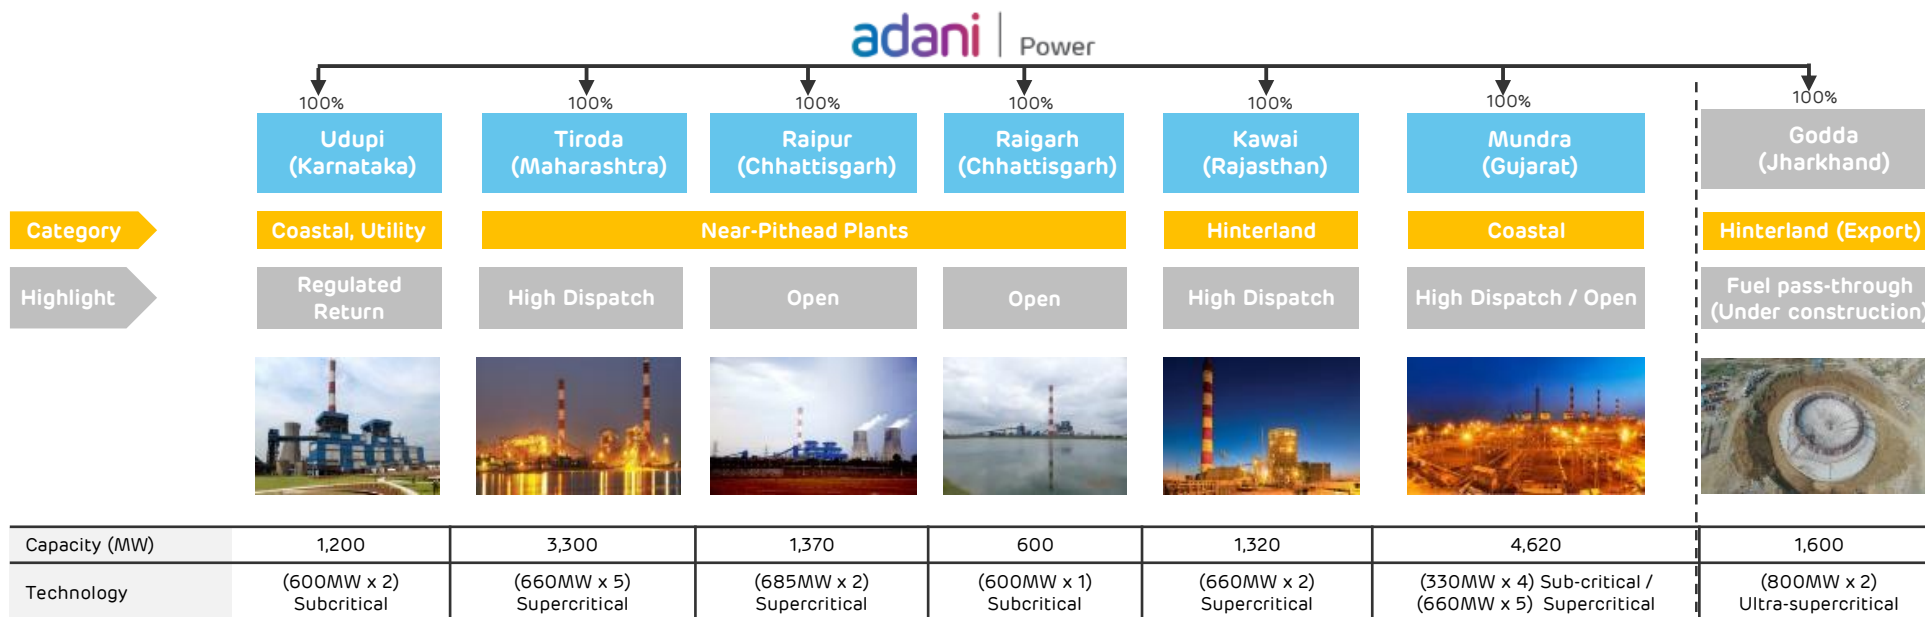 adani | Power
100% 100% 100% 100% 100% 100% 100%
Udupi
(Karnataka)
Tiroda
(Maharashtra)
Raipur
(Chhattisgarh)
Raigarh
(Chhattisgarh)
Kawai
(Rajasthan)
Mundra
(Gujarat)
Godda
(Jharkhand)
Category
Coastal, Utility
Near-Pithead Plants
Hinterland
Coastal
Hinterland (Export)
Highlight
Regulated
Return
High Dispatch
Open
Open
High Dispatch
High Dispatch / Open
Fuel pass-through
(Under construction)
Capacity (MW) 1,200 3,300 1,370 600 1,320 4,620 1,600
Technology
(600MW x 2)
Subcritical
(660MW x 5)
Supercritical
(685MW x 2)
Supercritical
(600MW x 1)
Subcritical
(660MW x 2)
Supercritical
(330MW x 4) Sub-critical /
(660MW x 5) Supercritical
(800MW x 2)
Ultra-supercritical